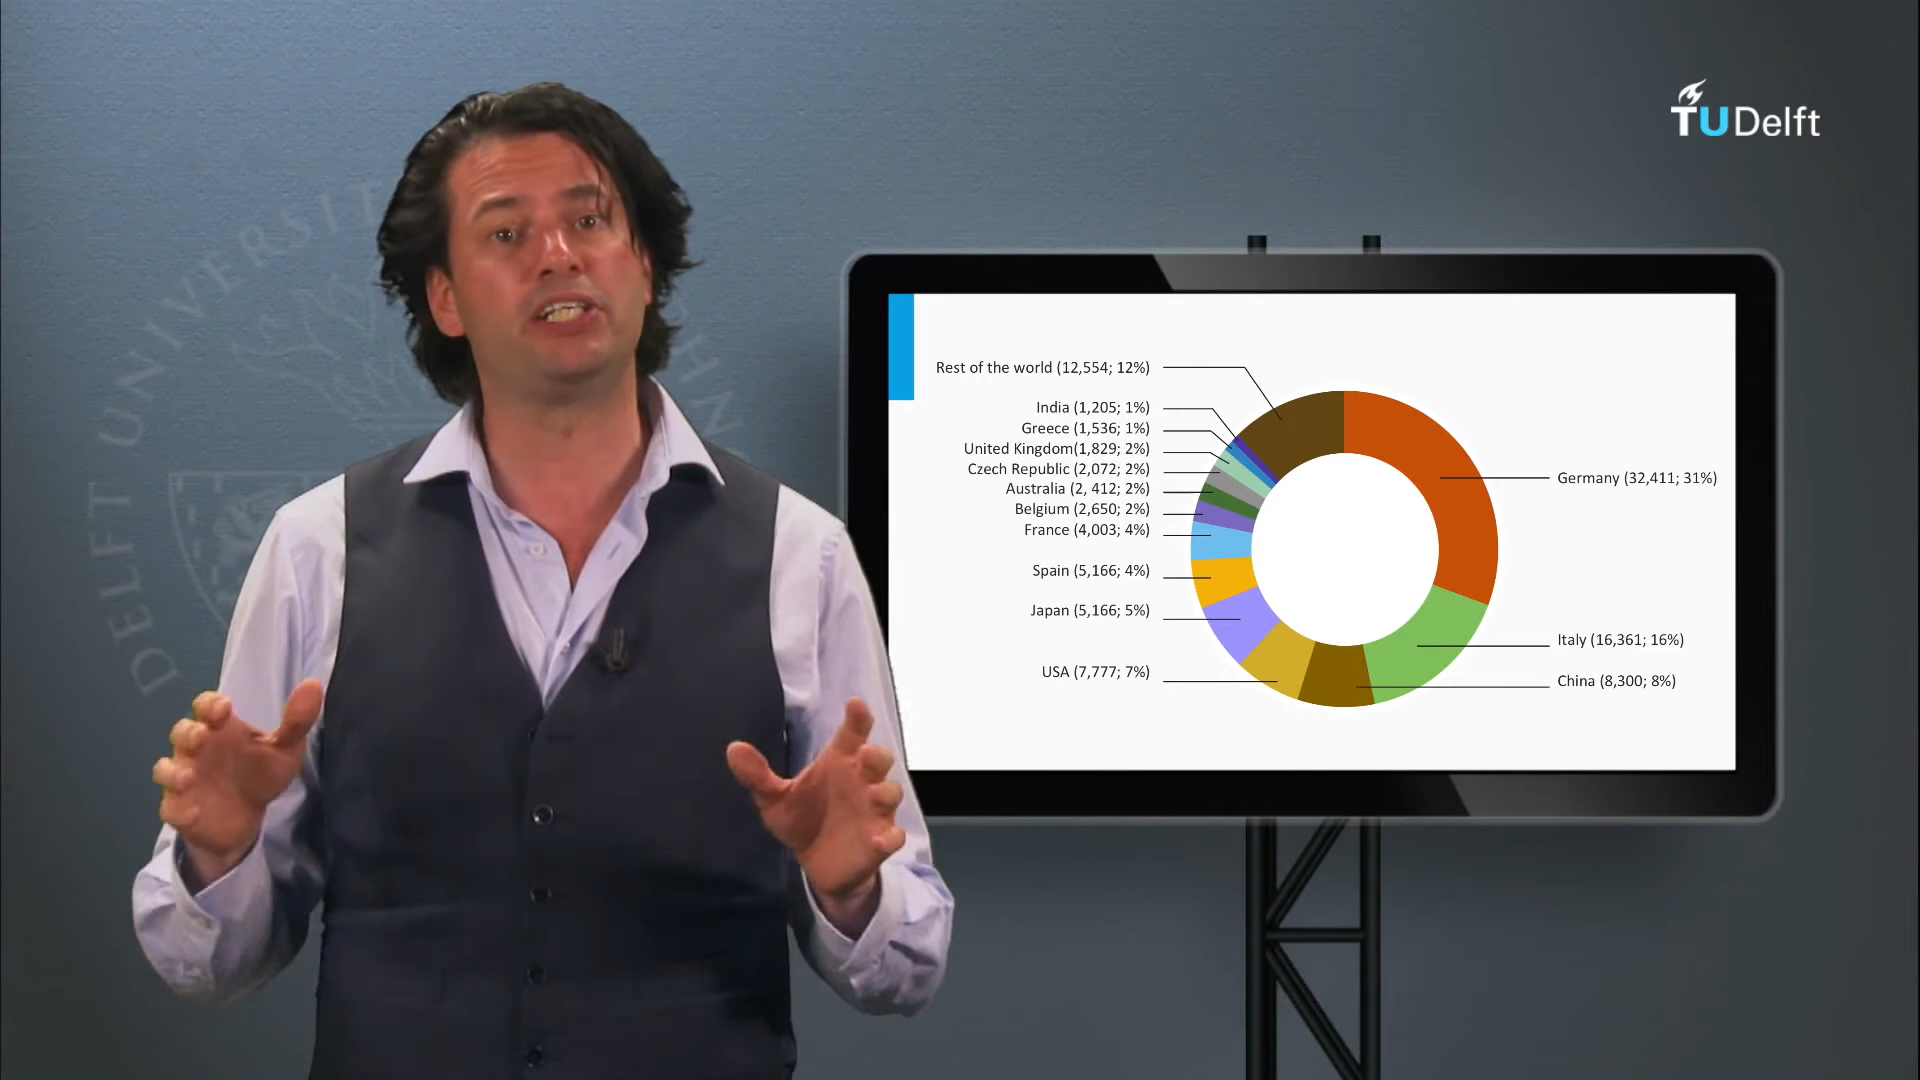 TU Delft
DELFT UNIVERSIT
Rest of the world (12,554; 12%)
India (1,205; 1%)
Greece (1,536; 1%)
United Kingdom(1,829; 2%)
Czech Republic (2,072; 2%)
Australia (2, 412; 2%)
Belgium (2,650; 2%)
France (4,003; 4%)
Spain (5,166; 4%)
Japan (5,166; 5%)
USA (7,777; 7%)
Germany (32,411; 31%)
Italy (16,361; 16%)
China (8,300; 8%)